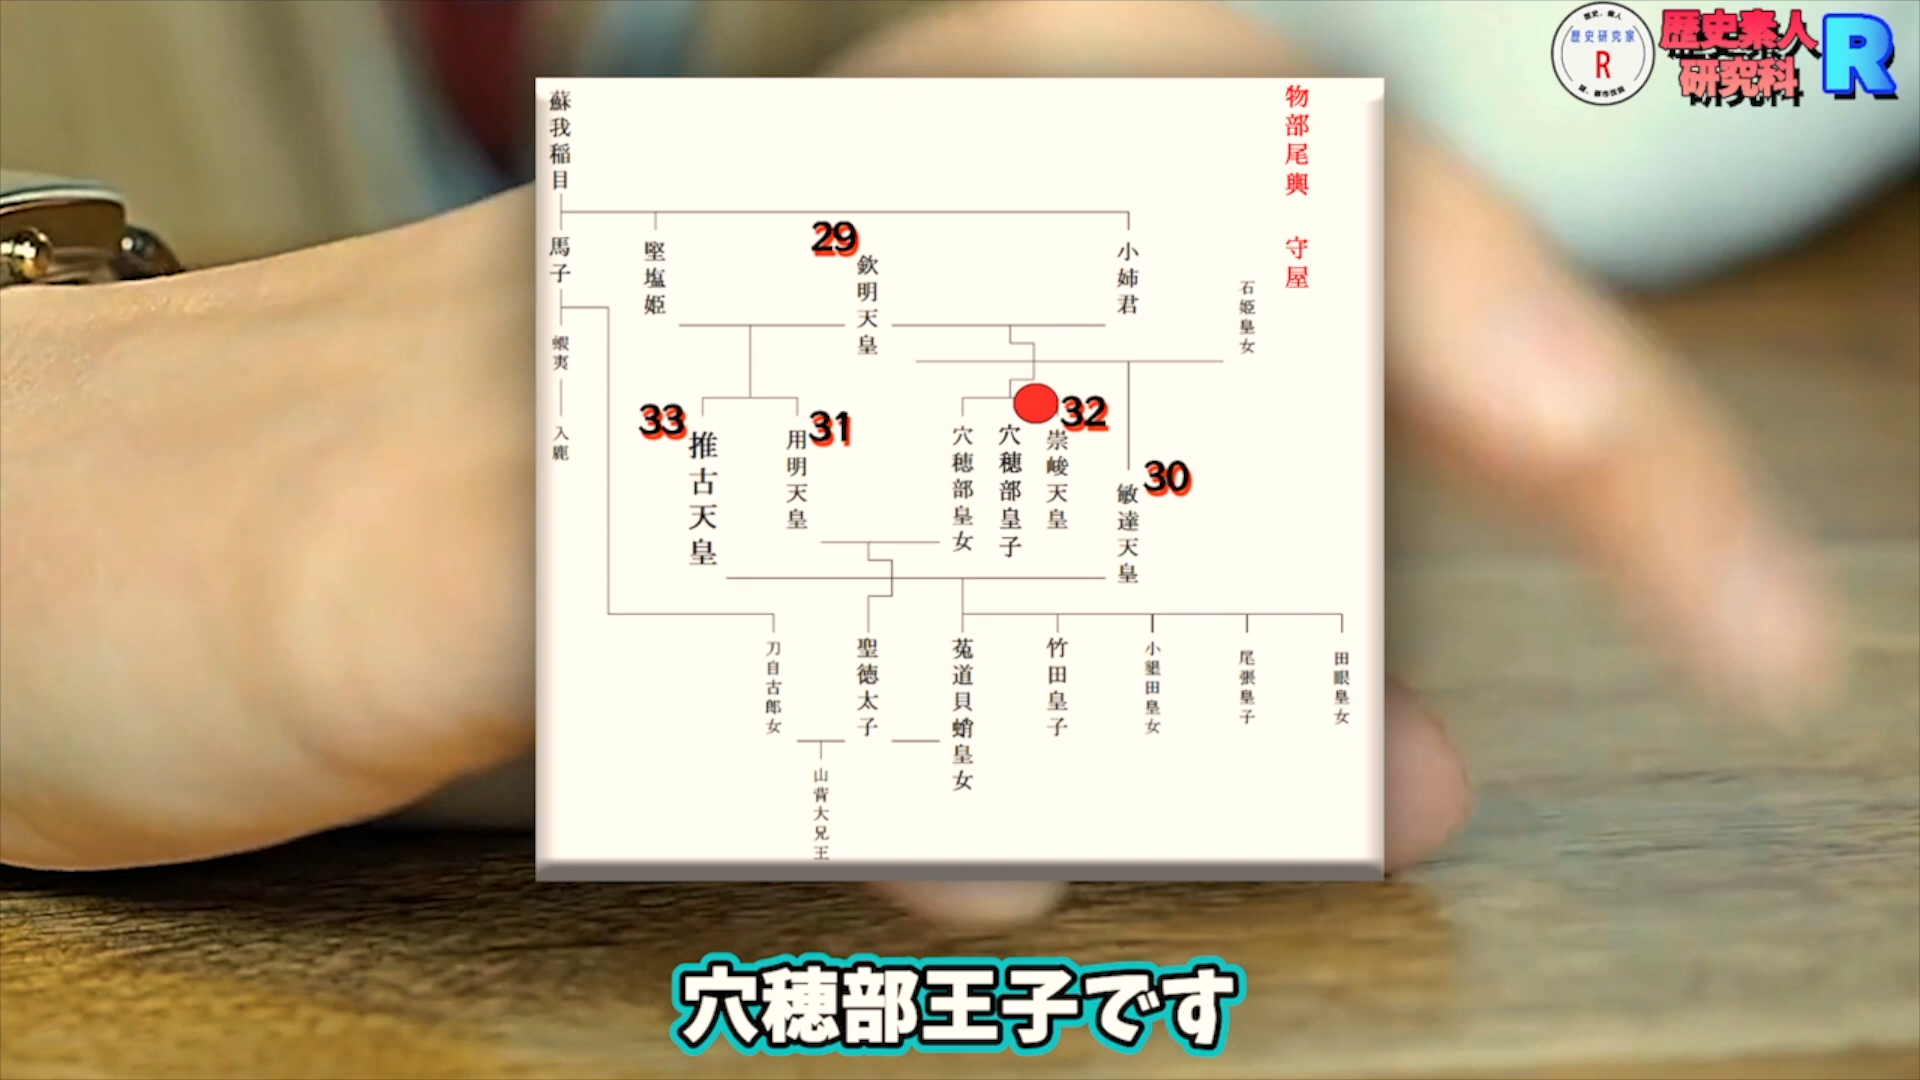 歴史素人
研究科
R
歴史研究家
R
物部尾輿 守屋
蘇我稲目
馬子
蝦夷
入鹿
堅塩姫
29
欽明天皇
小姉君
石姫皇女
33
推古天皇
31
用明天皇
穴穂部皇女
穴穂部皇子
32
崇峻天皇
30
敏達天皇
刀自古郎女
聖徳太子
菟道貝蛸皇女
竹田皇子
小墾田皇女
尾張皇子
田眼皇女
山背大兄王
穴穂部王子です